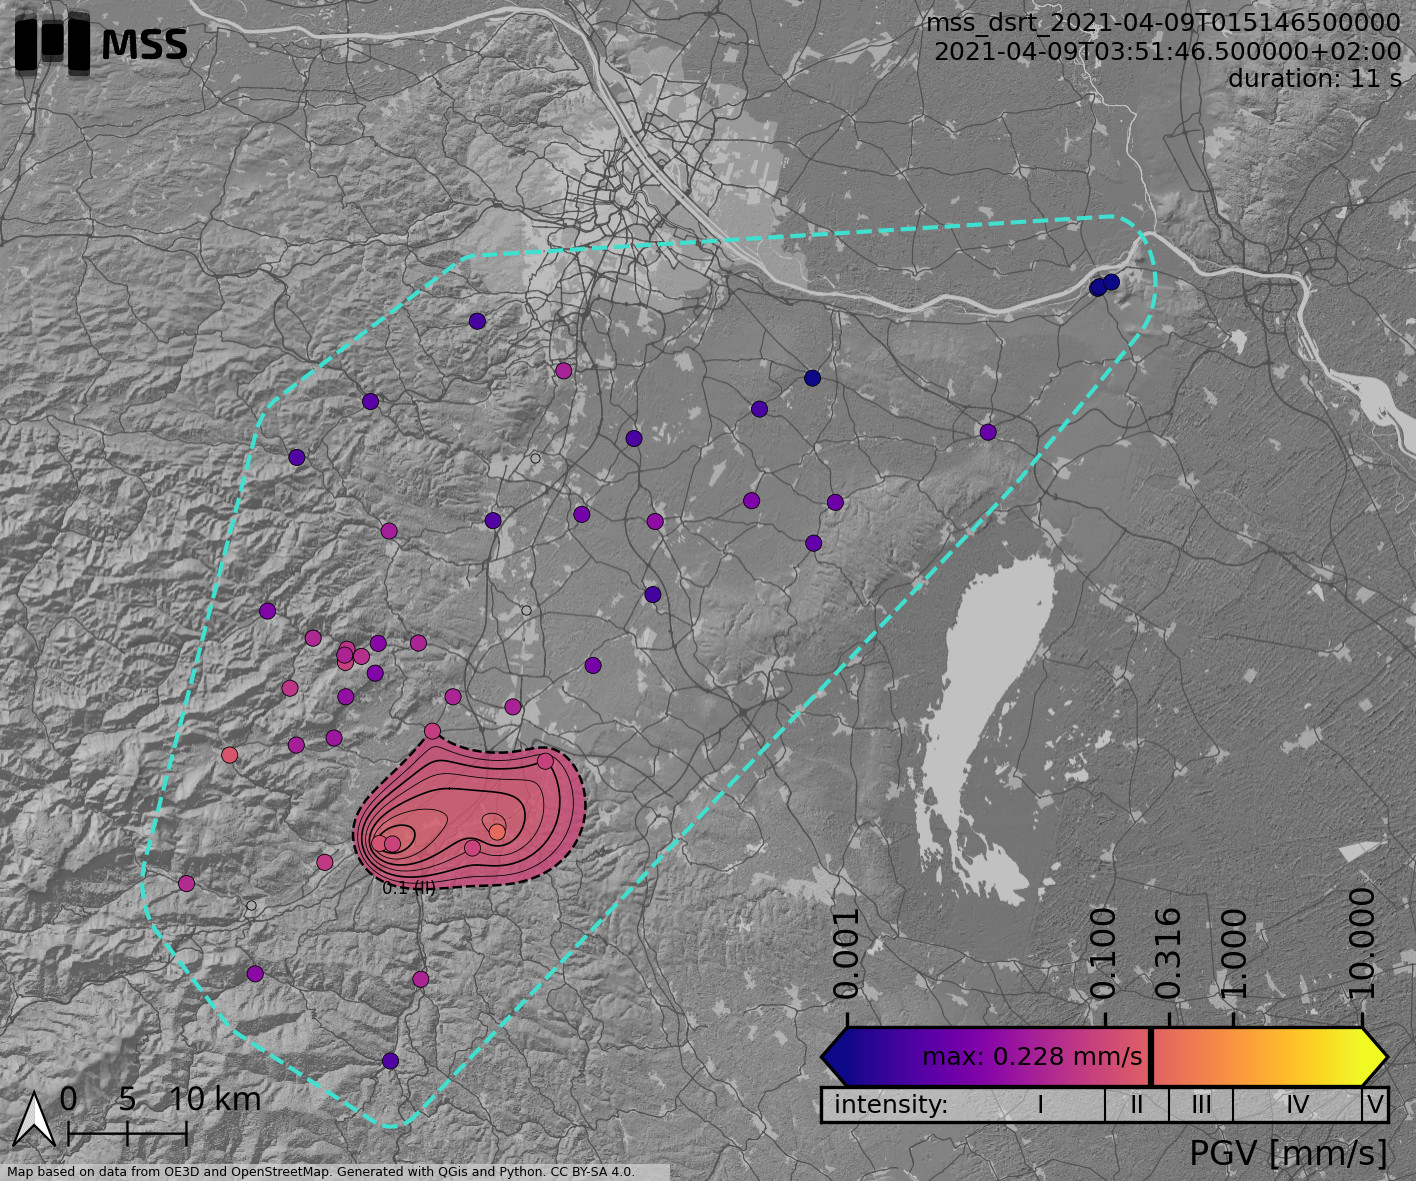 MSS
mss_dsrt_2021-04-09T015146500000
2021-04-09T03:51:46.500000+02:00
duration: 11 s
0.1 (II)
0.001
0.100
0.316
1.000
10.000
max: 0.228 mm/s
intensity: I II III IV V
PGV [mm/s]
0 5 10 km
Map based on data from OE3D and OpenStreetMap. Generated with QGis and Python. CC BY-SA 4.0.